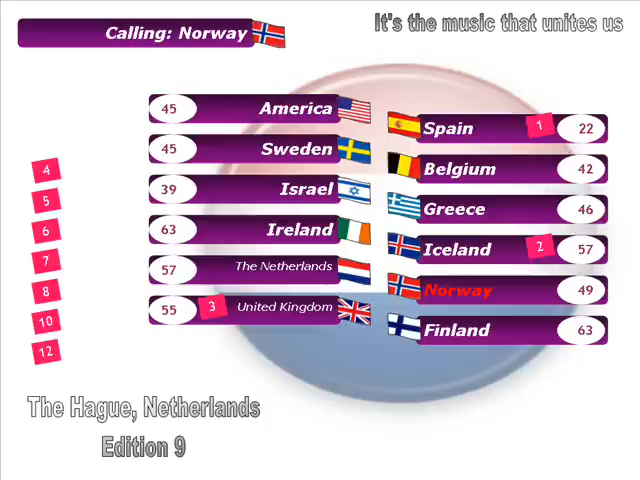 Calling: Norway
It's the music that unites us
45 America
45 Sweden
39 Israel
63 Ireland
57 The Netherlands
55 3 United Kingdom
Spain 1 22
Belgium 42
Greece 46
Iceland 2 57
Norway 49
Finland 63
4
5
6
7
8
10
12
The Hague, Netherlands
Edition 9